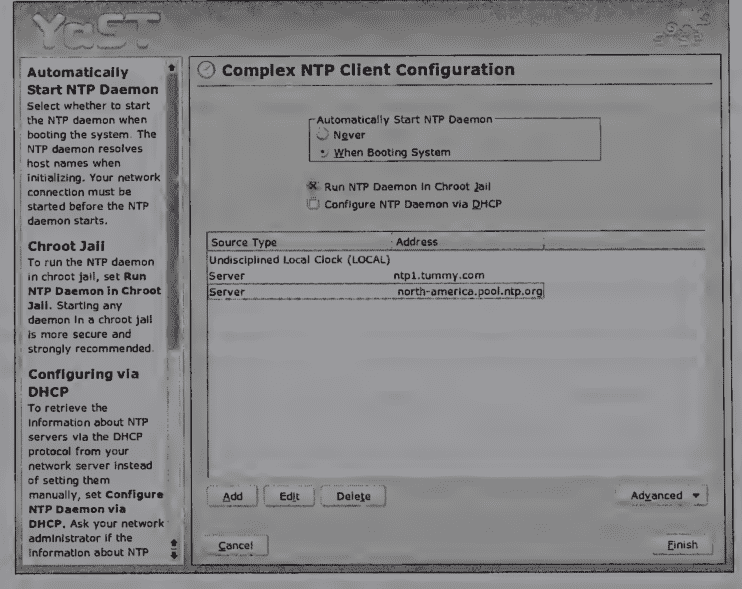 YaST
Automatically
Start NTP Daemon
Select whether to start
the NTP daemon when
booting the system. The
NTP daemon resolves
host names when
initializing. Your network
connection must be
started before the NTP
daemon starts.
Chroot Jail
To run the NTP daemon
in chroot jail, set Run
NTP Daemon in Chroot
Jail. Starting any
daemon in a chroot jail
is more secure and
strongly recommended.
Configuring via
DHCP
To retrieve the
information about NTP
servers via the DHCP
protocol from your
network server instead
of setting them
manually, set Configure
NTP Daemon via
DHCP. Ask your network
administrator if the
information about NTP
Complex NTP Client Configuration
Automatically Start NTP Daemon
Never
When Booting System
Run NTP Daemon in Chroot Jail
Configure NTP Daemon via DHCP
Source Type Address
Undisciplined Local Clock (LOCAL)
Server ntp1.tummy.com
Server north-america.pool.ntp.org
Add Edit Delete Advanced
Cancel Finish